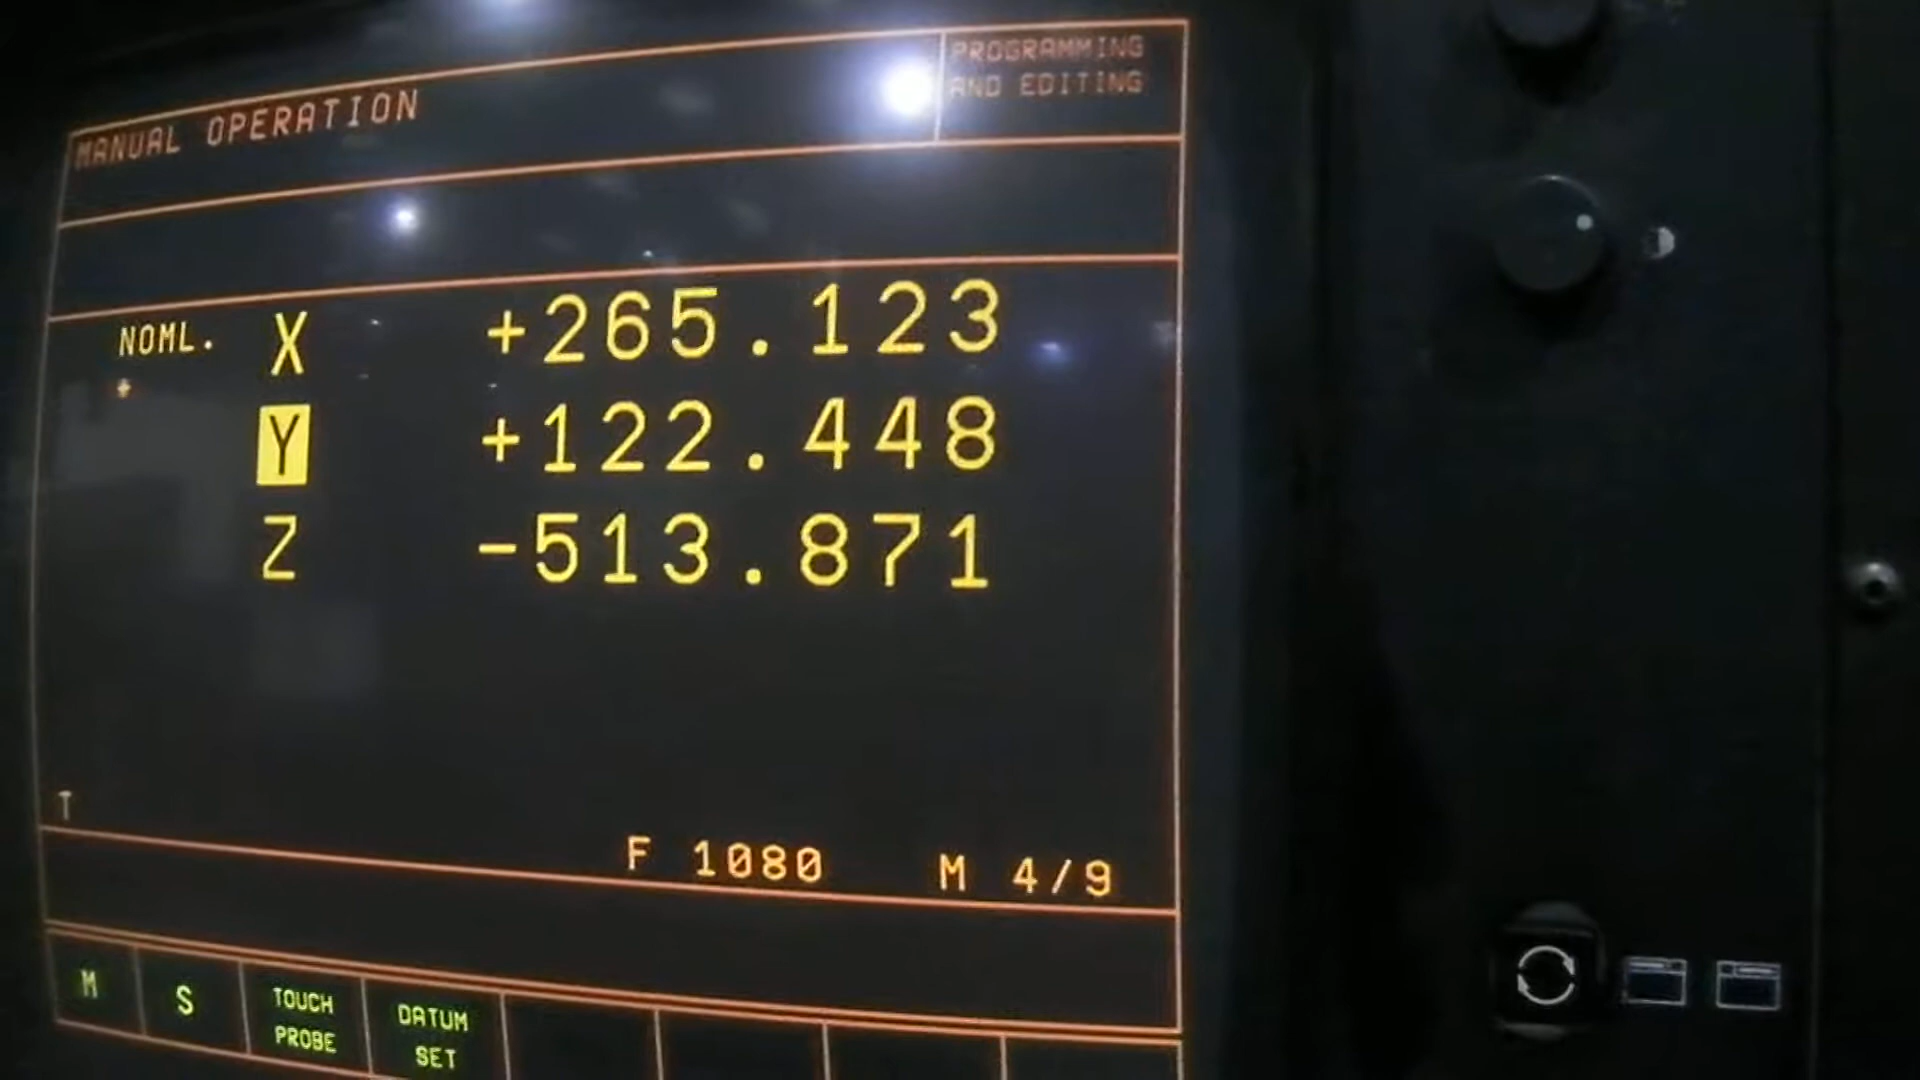 MANUAL OPERATION
PROGRAMMING
AND EDITING
NOML. X +265.123
Y +122.448
Z -513.871
T
F 1080 M 4/9
M
S
TOUCH
PROBE
DATUM
SET